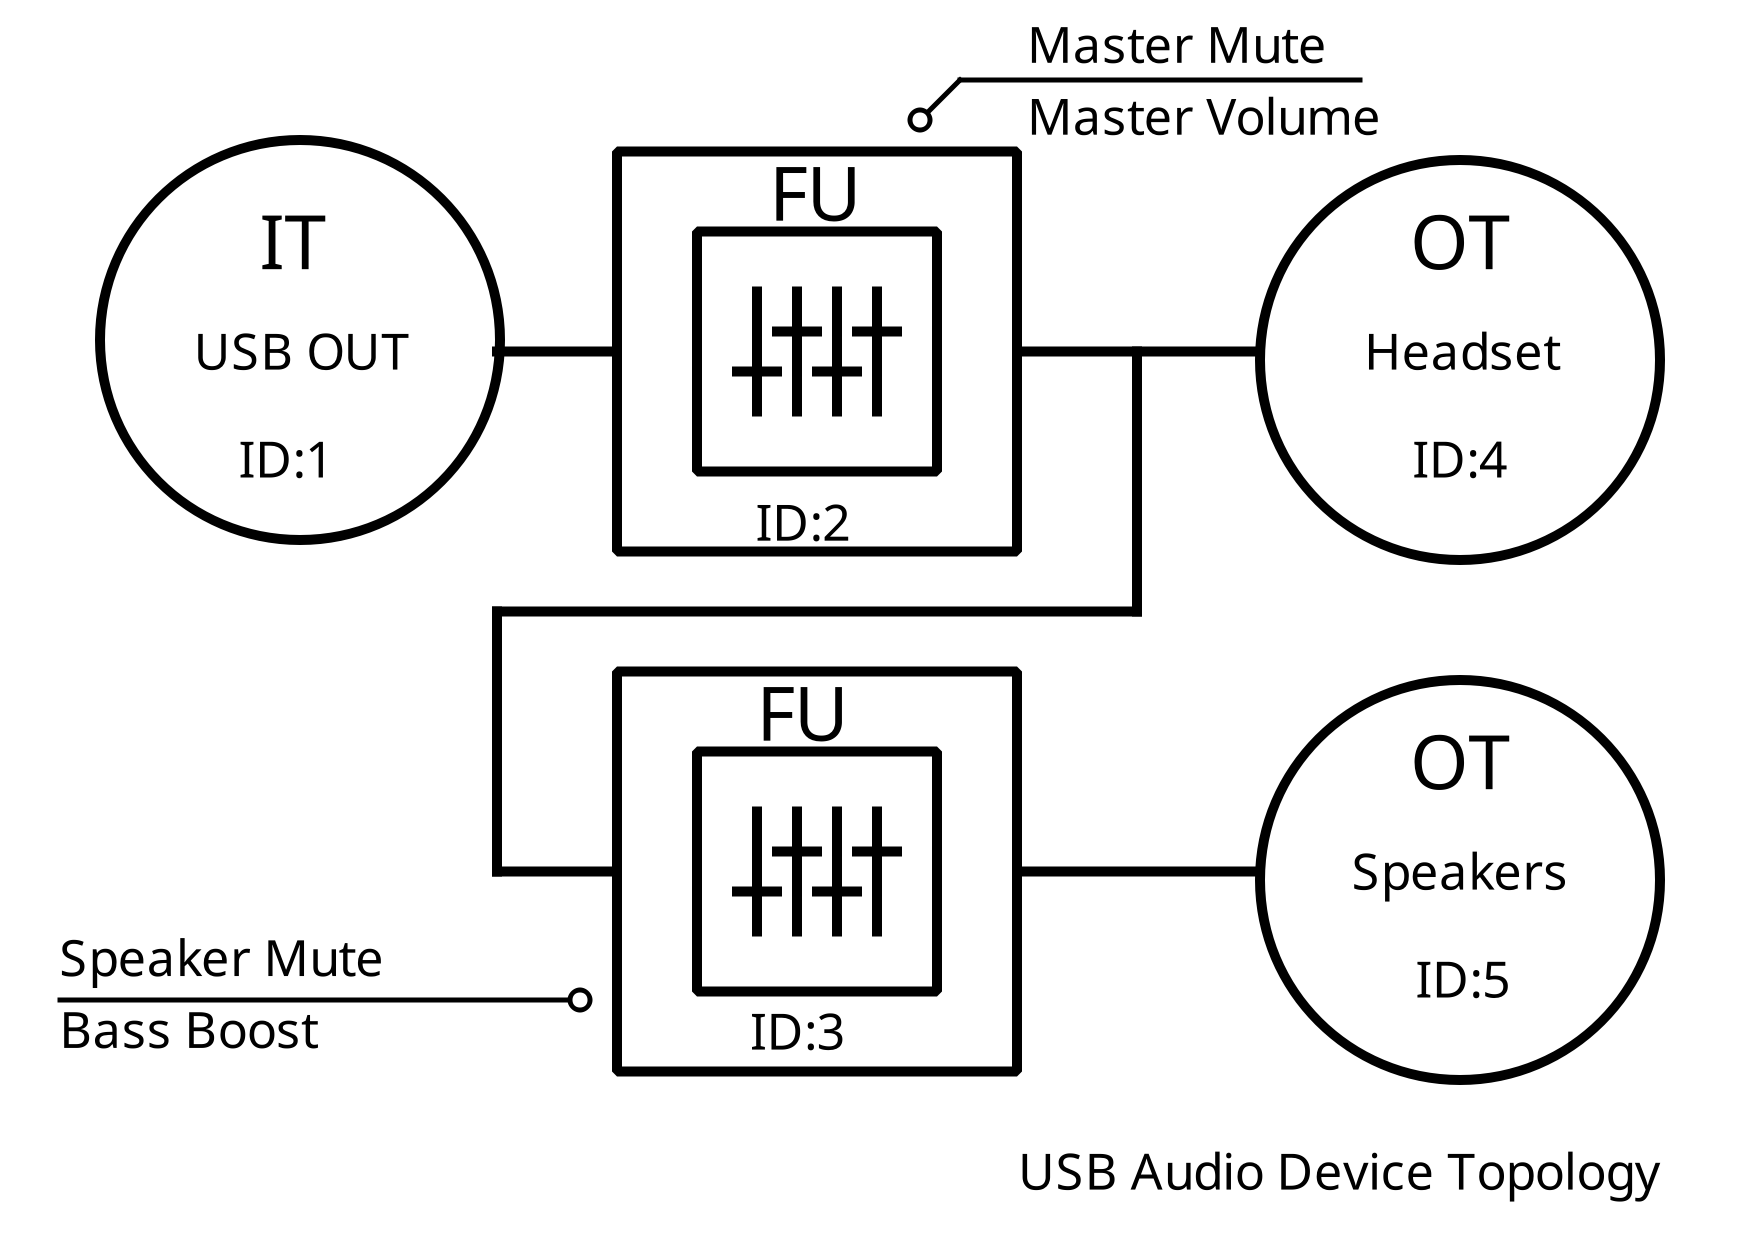 Master Mute
Master Volume
IT
USB OUT
ID:1
FU
ID:2
OT
Headset
ID:4
FU
ID:3
OT
Speakers
ID:5
Speaker Mute
Bass Boost
USB Audio Device Topology